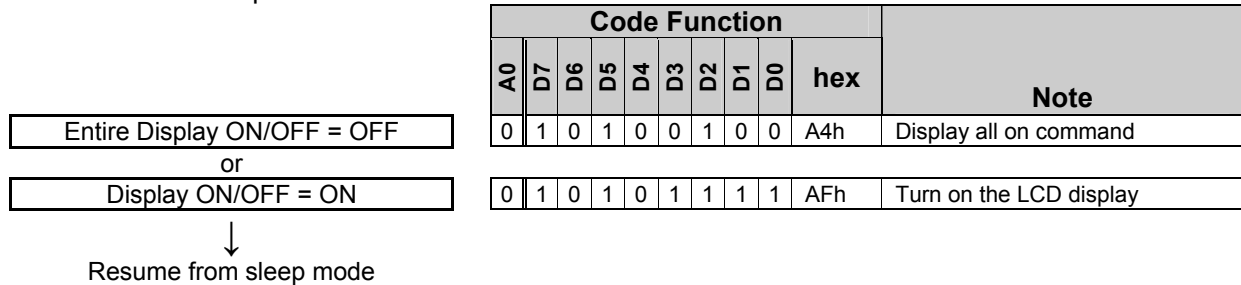 Code Function
A0 D7 D6 D5 D4 D3 D2 D1 D0 hex Note
Entire Display ON/OFF = OFF 0 1 0 1 0 0 1 0 0 A4h Display all on command
or
Display ON/OFF = ON 0 1 0 1 0 1 1 1 1 AFh Turn on the LCD display
↓
Resume from sleep mode